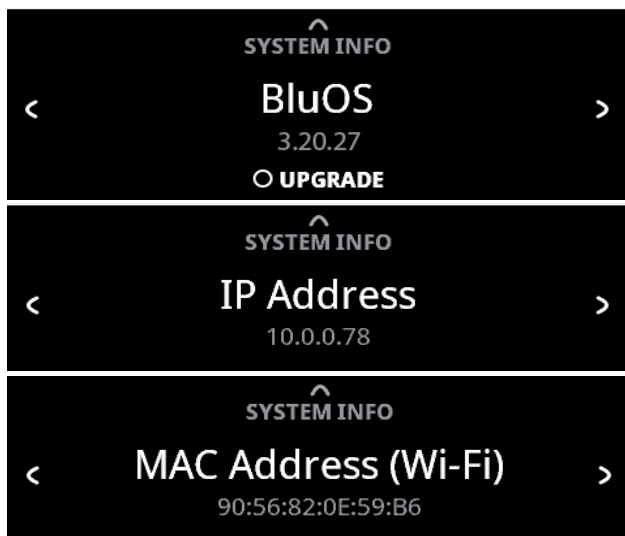 SYSTEM INFO
BluOS
3.20.27
UPGRADE
SYSTEM INFO
IP Address
10.0.0.78
SYSTEM INFO
MAC Address (Wi-Fi)
90:56:82:0E:59:B6